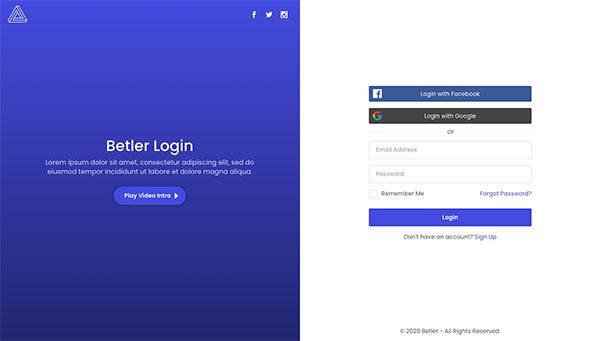 Betler Login
Lorem ipsum dolor sit amet, consectetur adipiscing elit, sed do
eiusmod tempor incididunt ut labore et dolore magna aliqua.
Play Video Intro
Login with Facebook
Login with Google
Or
Email Address
Password
Remember Me Forgot Password?
Login
Don't have an account? Sign Up
© 2020 Betler - All Rights Reserved.